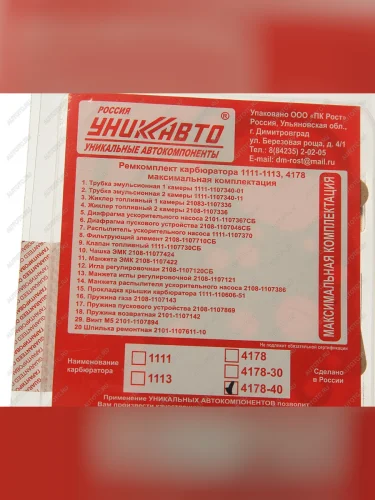 РОССИЯ
УНИКАВТО®
УНИКАЛЬНЫЕ АВТОКОМПОНЕНТЫ
Упаковано ООО «ПК Рост»
Россия. Ульяновская обл.,
г. Димитровград
ул. Березовая роща, д. 4/1
Тел.: 8(84235) 2-02-05
E-mail: dm-rost@mail.ru
Ремкомплект карбюратора 1111-1113, 4178
максимальная комплектация
1. Трубка эмульсионная 1 камеры 1111-1107340-01
2. Трубка эмульсионная 2 камеры 1111-1107340-11
3. Жиклер топливный 1 камеры 21083-1107336
4. Жиклер топливный 2 камеры 2108-1107336
5. Диафрагма ускорительного насоса 2101-1107367СБ
6. Диафрагма пускового устройства 2108-1107048СБ
7. Распылитель ускорительного насоса 1111-1107370
8. Фильтрующий элемент 2108-1107710СБ
9. Клапан топливный 1111-1107730СБ
10. Чашка ЭМК 2108-1107424
11. Манжета ЭМК 2108-1107422
12. Игла регулировочная 2108-1107120СБ
13. Манжета иглы регулировочная 2108-1107121
14. Манжета распылителя ускорительного насоса 2108-1107306
15. Прокладка крышки карбюратора 1111-110606-51
16. Пружина газа 2108-1107143
17. Пружина пускового устройства 2108-1107869
18. Пружина возвратная 2101-1107142
29. Винт М5 2101-1107894
20 Шпилька ремонтная 2101-1107611-10
МАКСИМАЛЬНАЯ КОМПЛЕКТАЦИЯ
Не подлежит обязательной сертификации
Наименование
карбюратора
1111
1113
4178
4178-30
4178-40
Сделано
в России
Применение УНИКАЛЬНЫХ АВТОКОМПОНЕНТОВ позволит